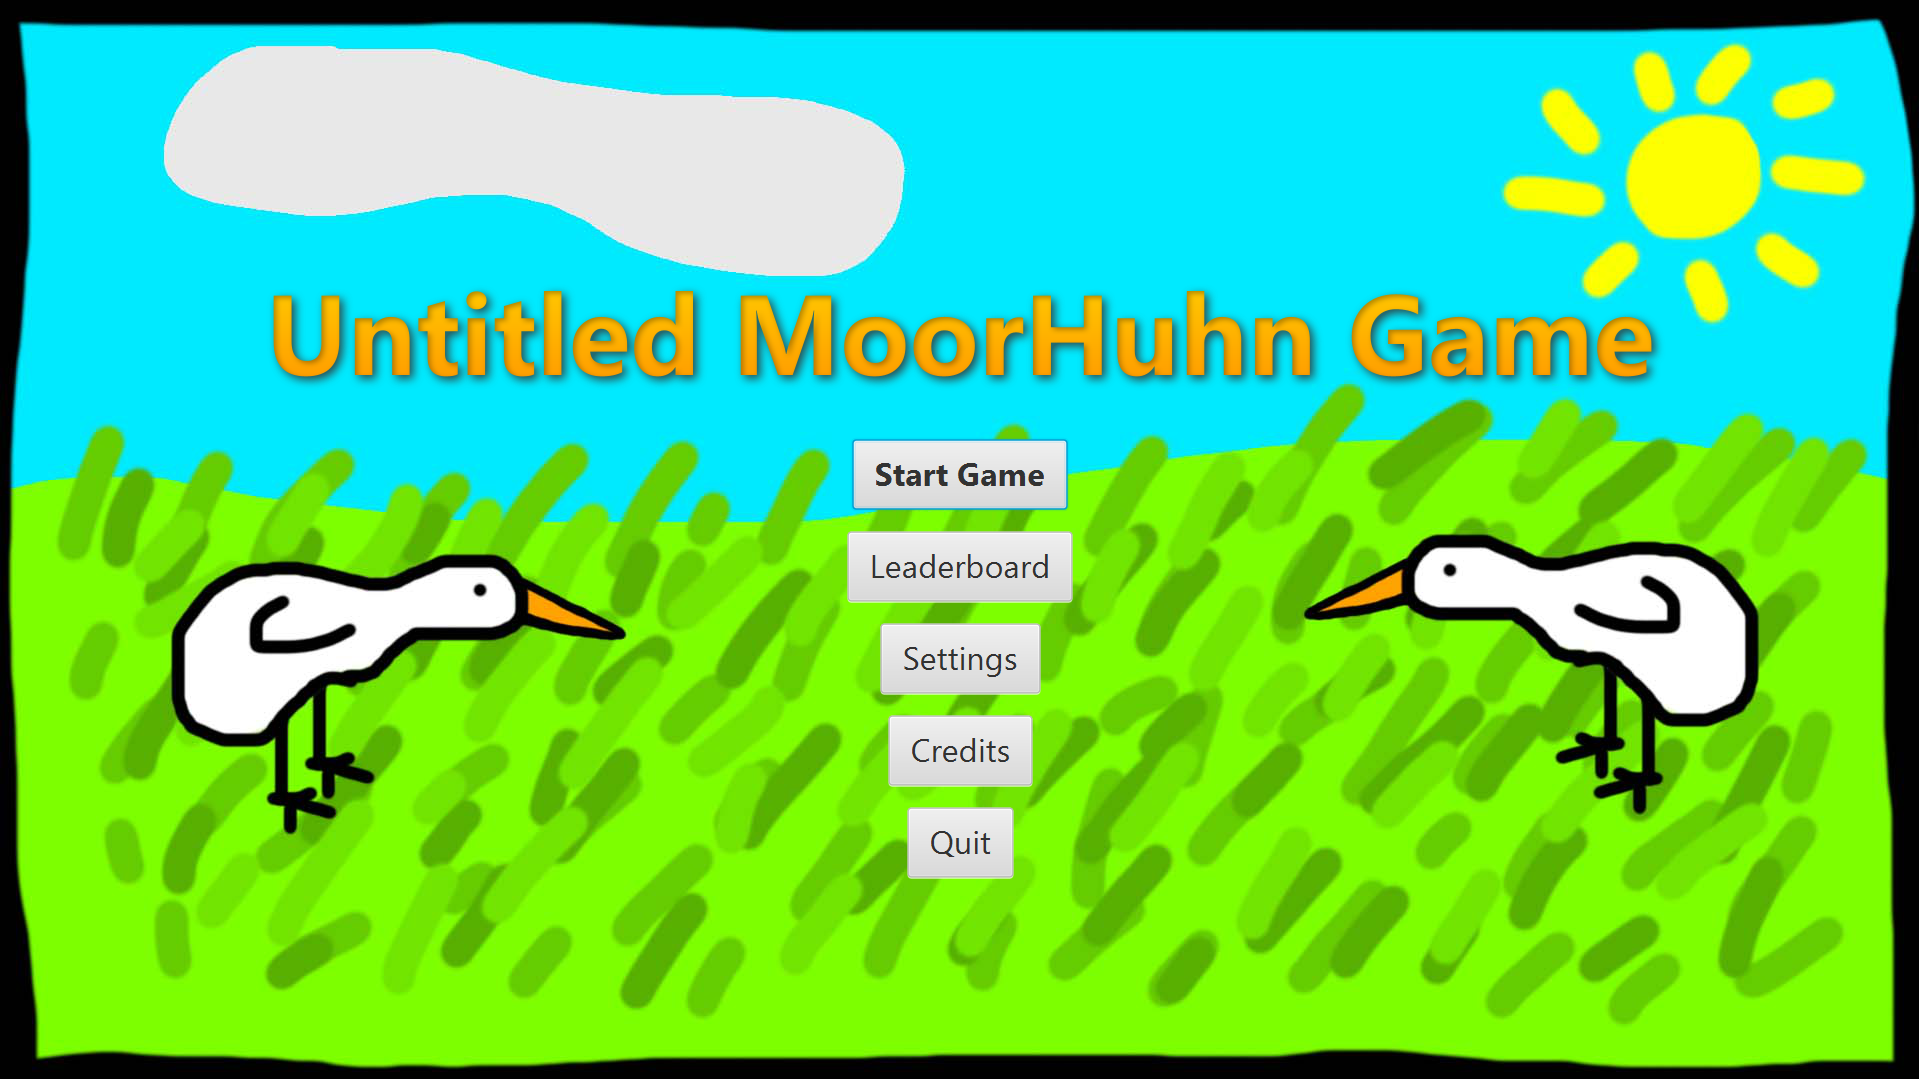 Untitled MoorHuhn Game
Start Game
Leaderboard
Settings
Credits
Quit